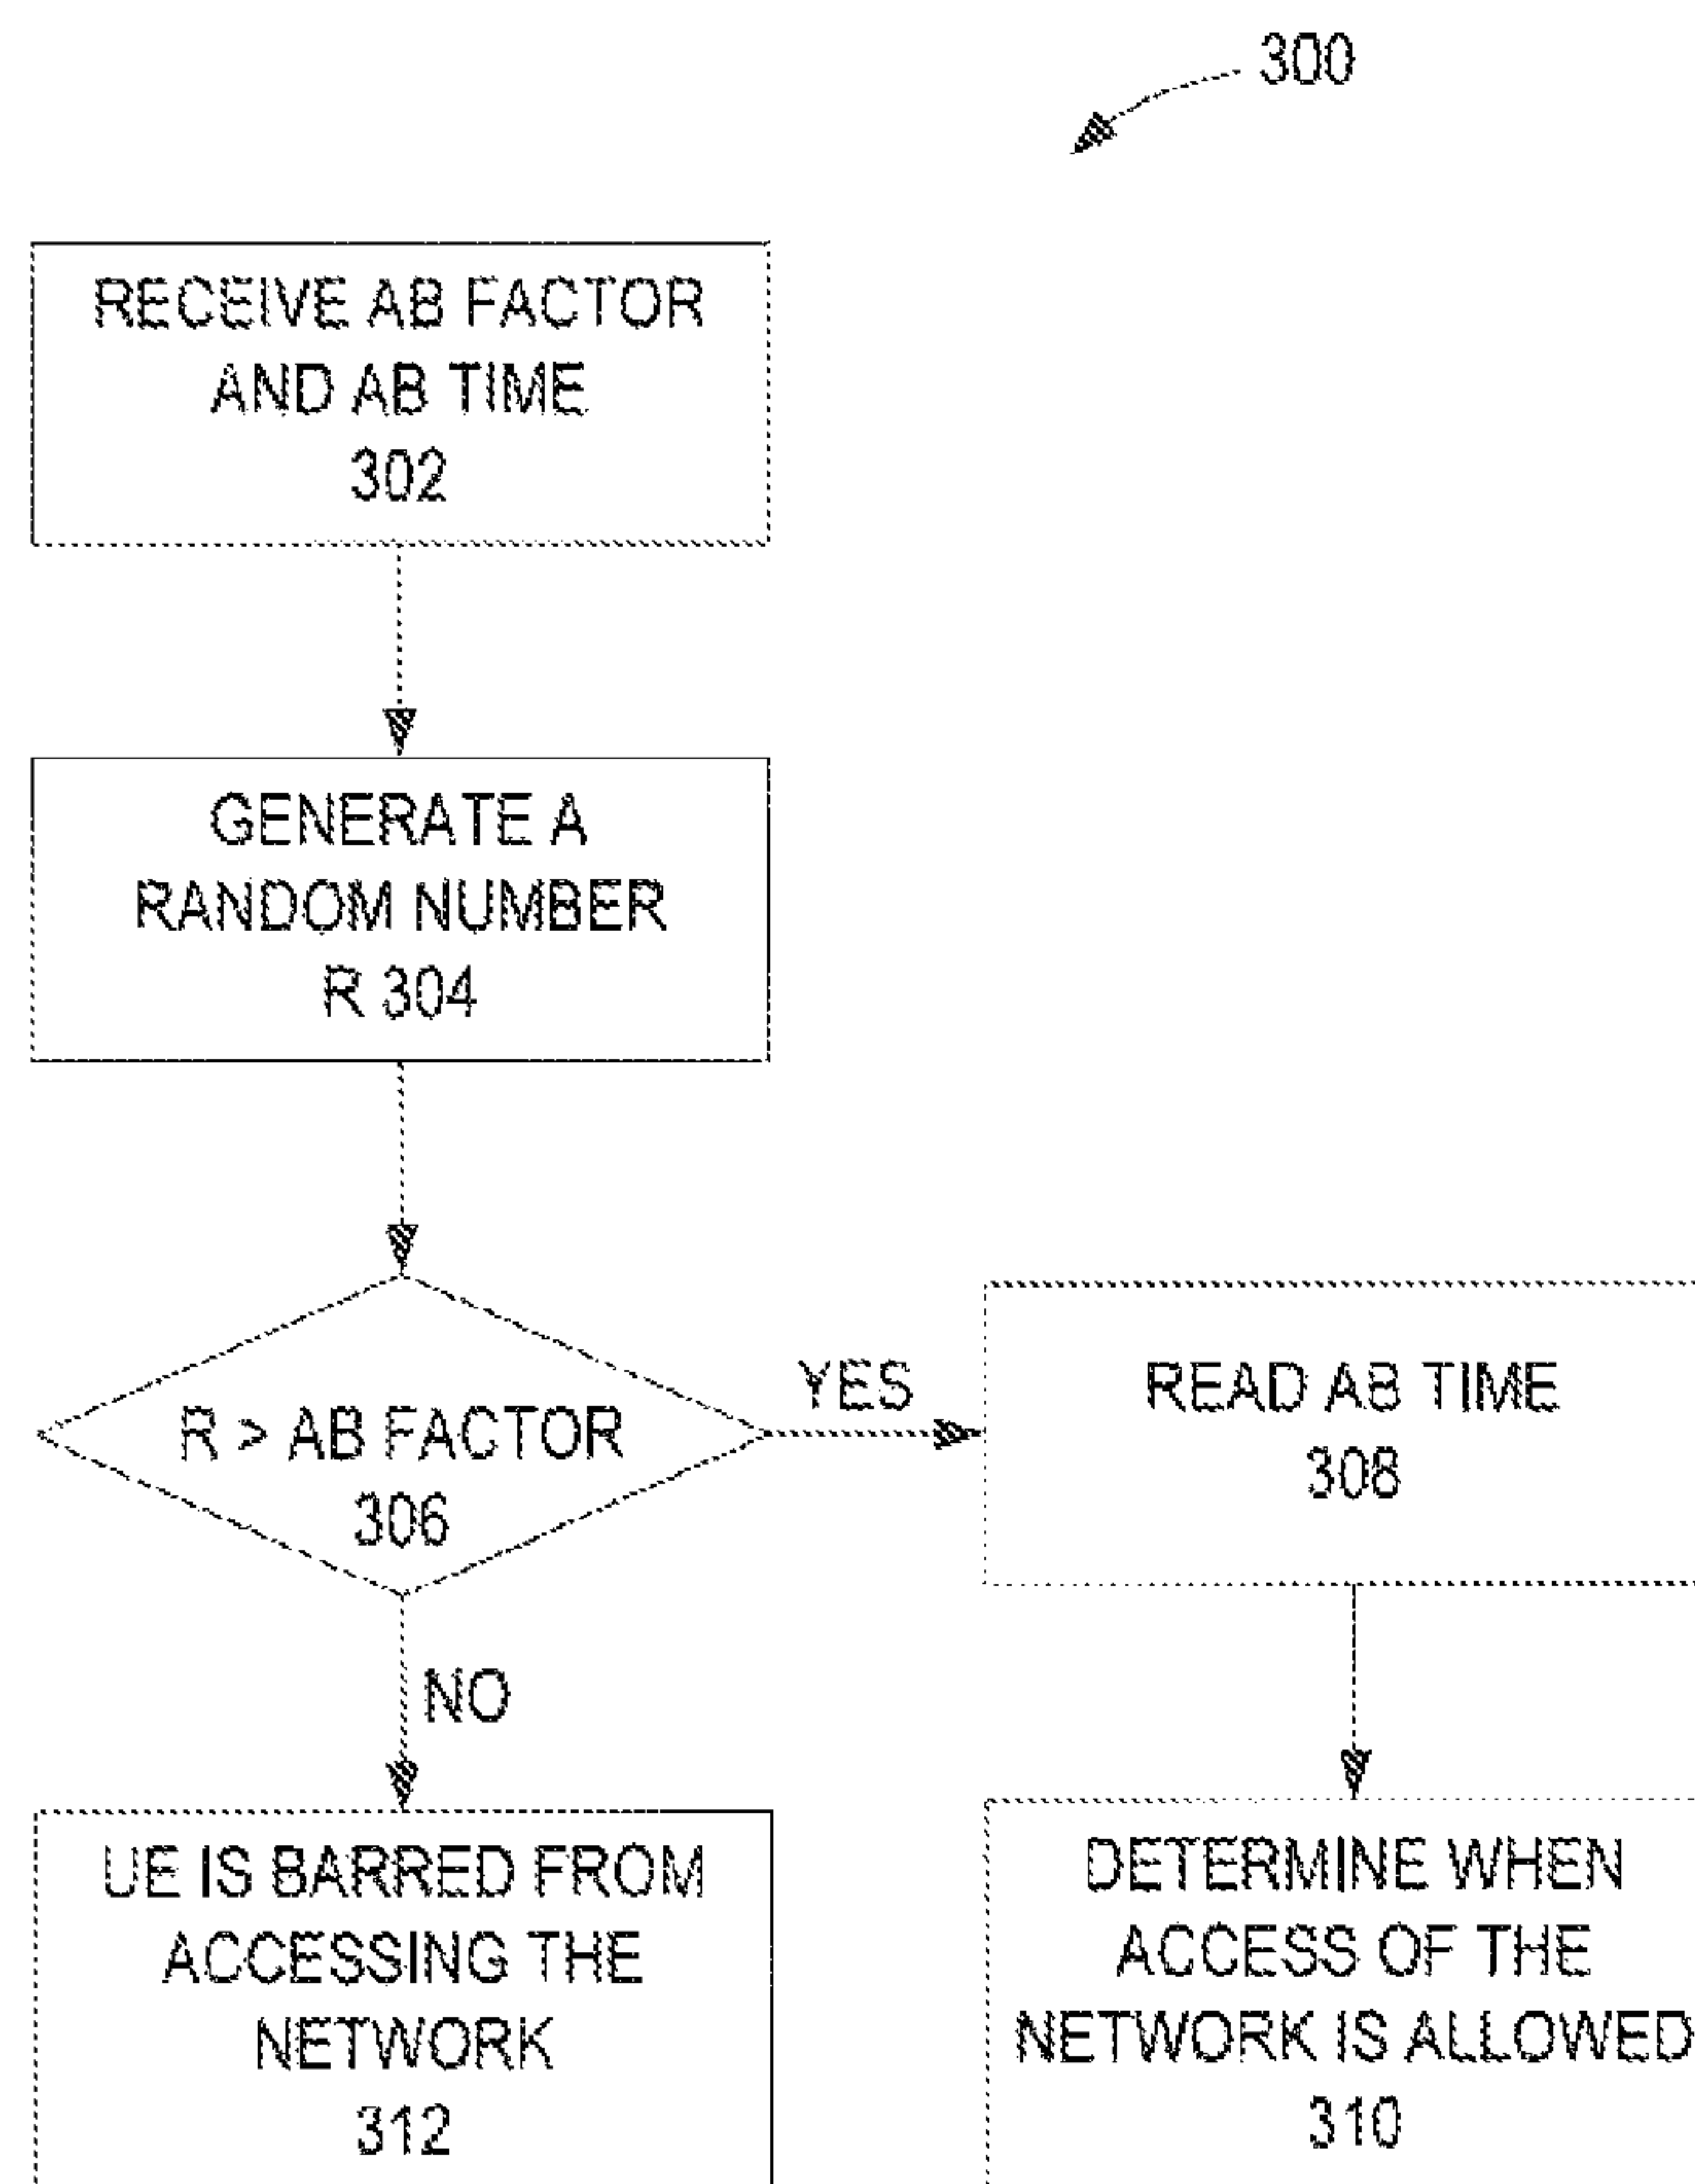 300
RECEIVE AB FACTOR
AND AB TIME
302
GENERATE A
RANDOM NUMBER
R 304
R > AB FACTOR
306
YES
READ AB TIME
308
NO
UE IS BARRED FROM
ACCESSING THE
NETWORK
312
DETERMINE WHEN
ACCESS OF THE
NETWORK IS ALLOWED
310